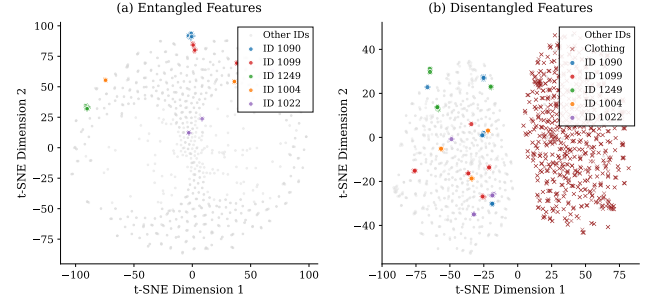 (a) Entangled Features
100
75
50
25
0
−25
−50
−75
−100
−50
0
50
100
t-SNE Dimension 1
t-SNE Dimension 2
Other IDs
ID 1090
ID 1099
ID 1249
ID 1004
ID 1022
(b) Disentangled Features
40
20
0
−20
−40
−100
−75
−50
−25
0
25
50
75
t-SNE Dimension 1
t-SNE Dimension 2
Other IDs
Clothing
ID 1090
ID 1099
ID 1249
ID 1004
ID 1022